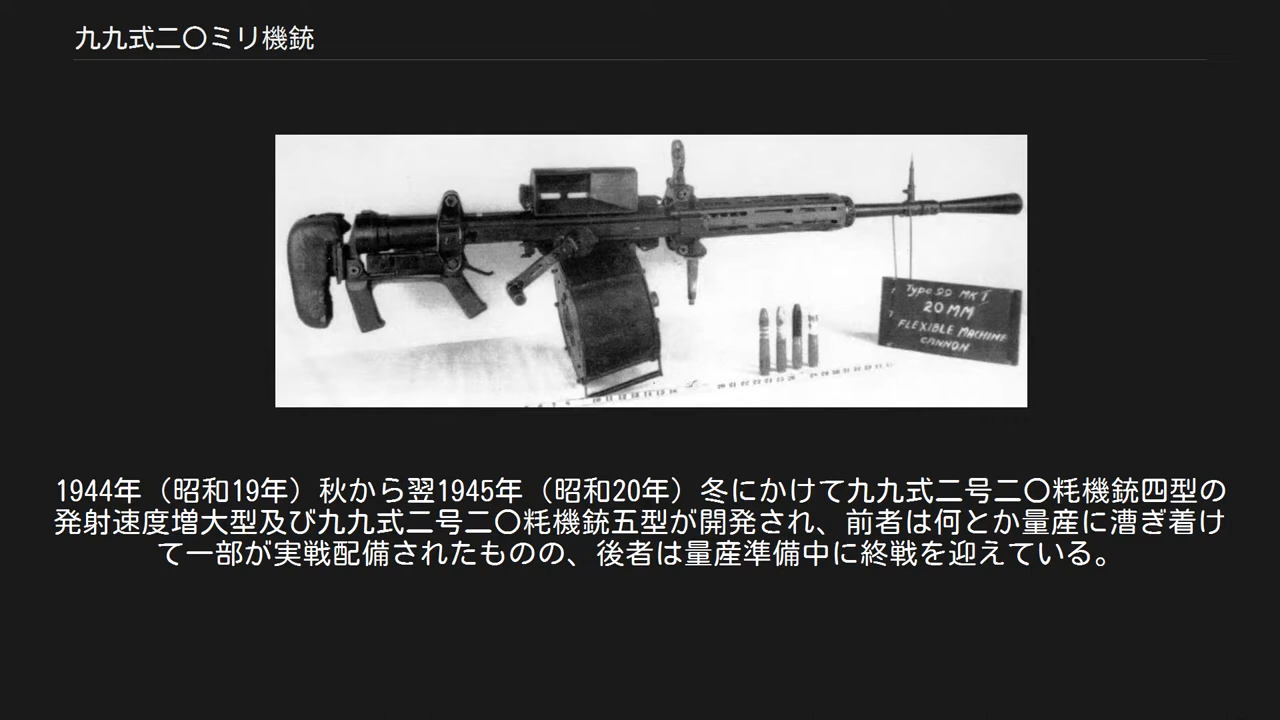 九九式二〇ミリ機銃
Type 99 MK I
20 MM
FLEXIBLE MACHINE
CANNON
1944年（昭和19年）秋から翌1945年（昭和20年）冬にかけて九九式二号二〇粍機銃四型の
発射速度増大型及び九九式二号二〇粍機銃五型が開発され、前者は何とか量産に漕ぎ着け
て一部が実戦配備されたものの、後者は量産準備中に終戦を迎えている。